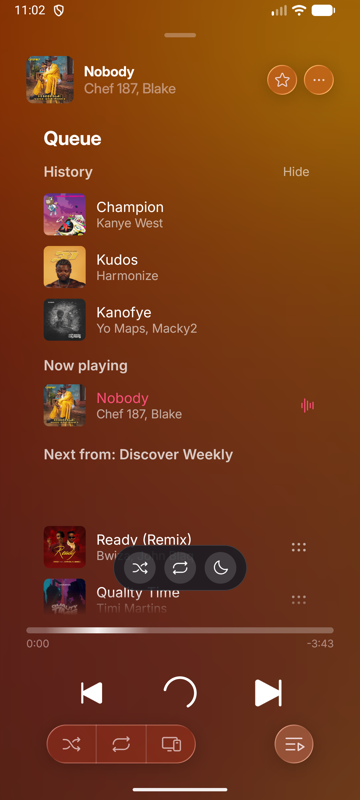 11:02
Nobody
Chef 187, Blake
Queue
History
Hide
Champion
Kanye West
Kudos
Harmonize
Kanofye
Yo Maps, Macky2
Now playing
Nobody
Chef 187, Blake
Next from: Discover Weekly
Ready (Remix)
Quality Time
Timi Martins
0:00
-3:43